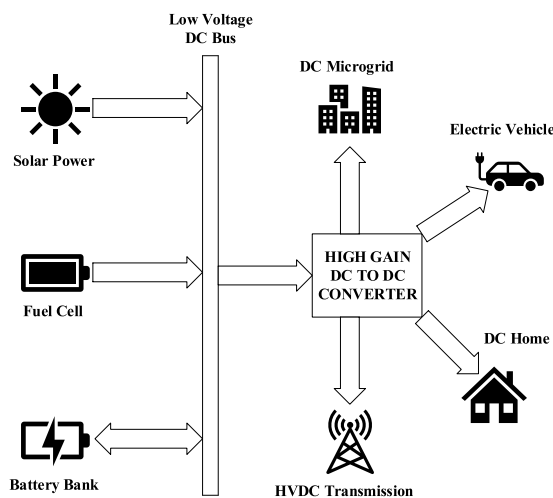 Low Voltage
DC Bus
DC Microgrid
Electric Vehicle
Solar Power
HIGH GAIN
DC TO DC
CONVERTER
Fuel Cell
DC Home
Battery Bank
HVDC Transmission